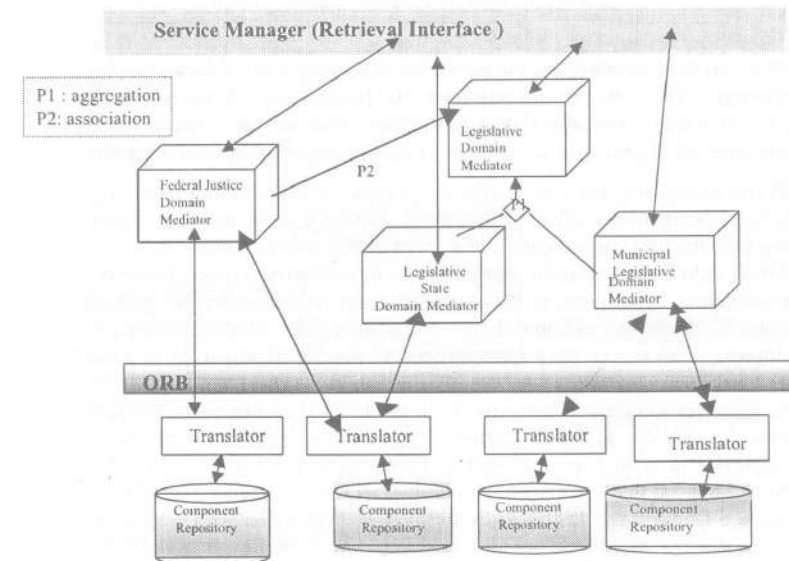 Service Manager (Retrieval Interface )
P1 : aggregation
P2: association
Legislative
Domain
Mediator
P2
Federal Justice
Domain
Mediator
P1
Legislative
State
Domain Mediator
Municipal
Legislative
Domain
Mediator
ORB
Translator
Translator
Translator
Translator
Component
Repository
Component
Repository
Component
Repository
Component
Repository